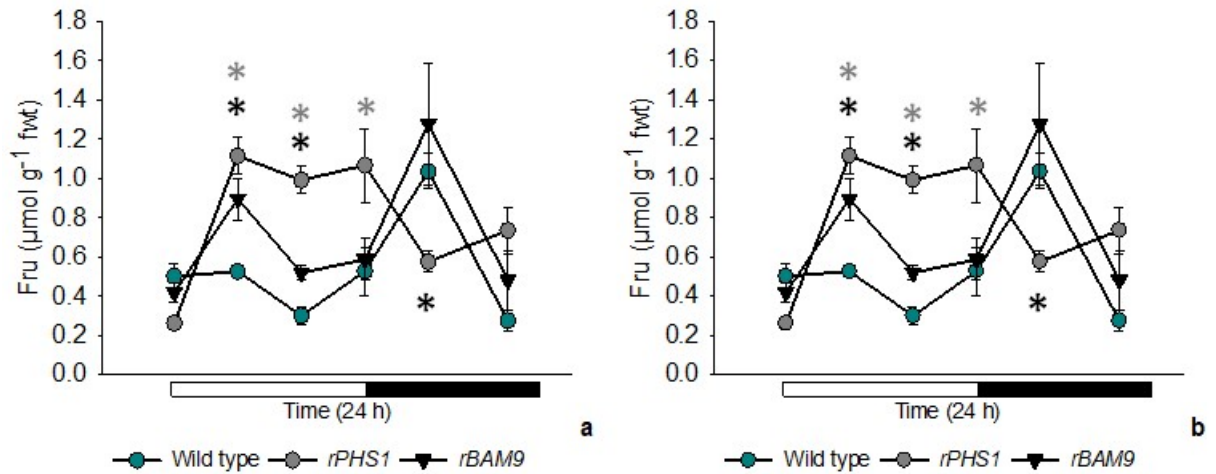 1.8
1.6
1.4
1.2
1.0
0.8
0.6
0.4
0.2
0.0
Fru (µmol g⁻¹ fwt)
* * *
* *
*
Time (24 h)
a
Wild type rPHS1 rBAM9
1.8
1.6
1.4
1.2
1.0
0.8
0.6
0.4
0.2
0.0
Fru (µmol g⁻¹ fwt)
* * *
* *
*
Time (24 h)
b
Wild type rPHS1 rBAM9